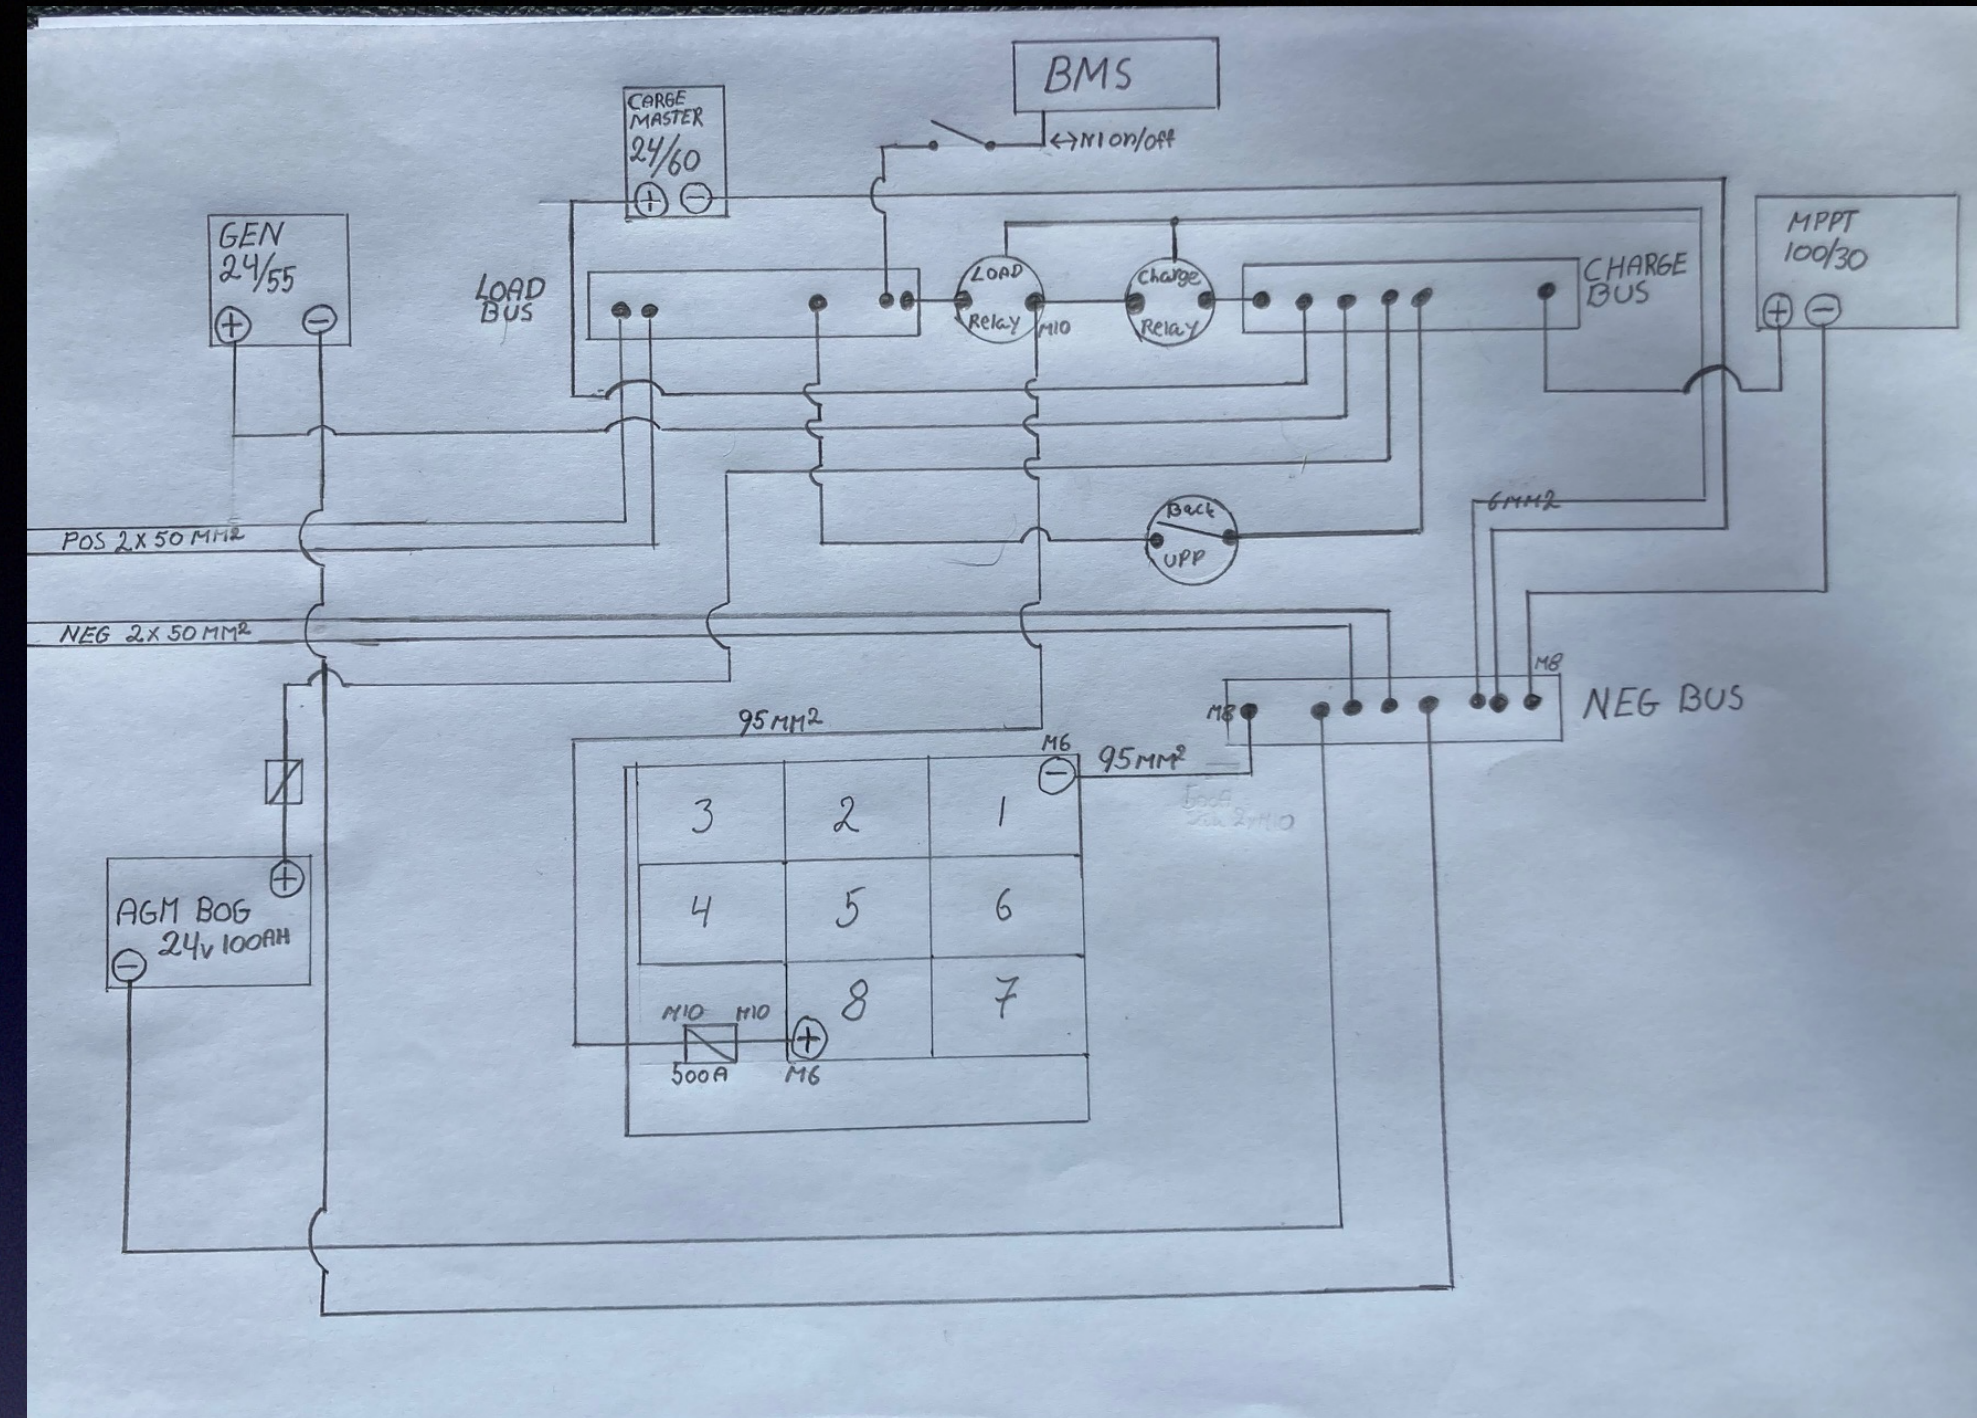 BMS
CARGE
MASTER
24/60
+ −
↔N1 on/off
GEN
24/55
+ −
LOAD
BUS
LOAD
Relay
M10
Charge
Relay
CHARGE
BUS
MPPT
100/30
+ −
POS 2X50 MM2
Back
UPP
6MM2
NEG 2X50MM2
M8
NEG BUS
M8
95MM2
M6
−
95MM2
3 2 1
4 5 6
8 7
M10 M10
+
500A
M6
+
AGM BOG
24V 100AH
−